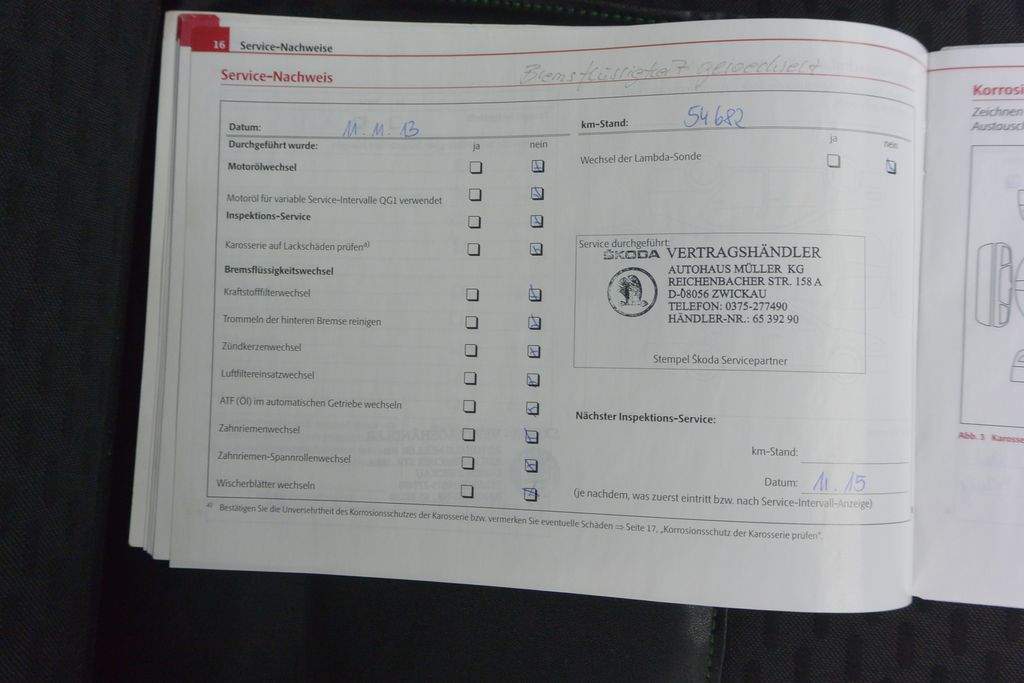 16 Service-Nachweise
Service-Nachweis
Bremsflüssigkeit gewechselt
Datum: 11. 11. 13
km-Stand: 54682
Durchgeführt wurde: ja nein
ja nein
Motorölwechsel
Wechsel der Lambda-Sonde
Motoröl für variable Service-Intervalle QG1 verwendet
Inspektions-Service
Karosserie auf Lackschäden prüfen⁴⁾
Bremsflüssigkeitswechsel
Kraftstofffilterwechsel
Trommeln der hinteren Bremse reinigen
Zündkerzenwechsel
Luftfiltereinsatzwechsel
ATF (Öl) im automatischen Getriebe wechseln
Zahnriemenwechsel
Zahnriemen-Spannrollenwechsel
Wischerblätter wechseln
Service durchgeführt:
ŠKODA VERTRAGSHÄNDLER
AUTOHAUS MÜLLER KG
REICHENBACHER STR. 158 A
D-08056 ZWICKAU
TELEFON: 0375-277490
HÄNDLER-NR.: 65 392 90
Stempel Škoda Servicepartner
Nächster Inspektions-Service:
km-Stand:
Datum: 11. 15
(je nachdem, was zuerst eintritt bzw. nach Service-Intervall-Anzeige)
⁴⁾ Bestätigen Sie die Unversehrtheit des Korrosionsschutzes der Karosserie bzw. vermerken Sie eventuelle Schäden ⇒ Seite 17, „Korrosionsschutz der Karosserie prüfen“.
Korrosi
Zeichnen
Austausch
Abb. 3 Karosse